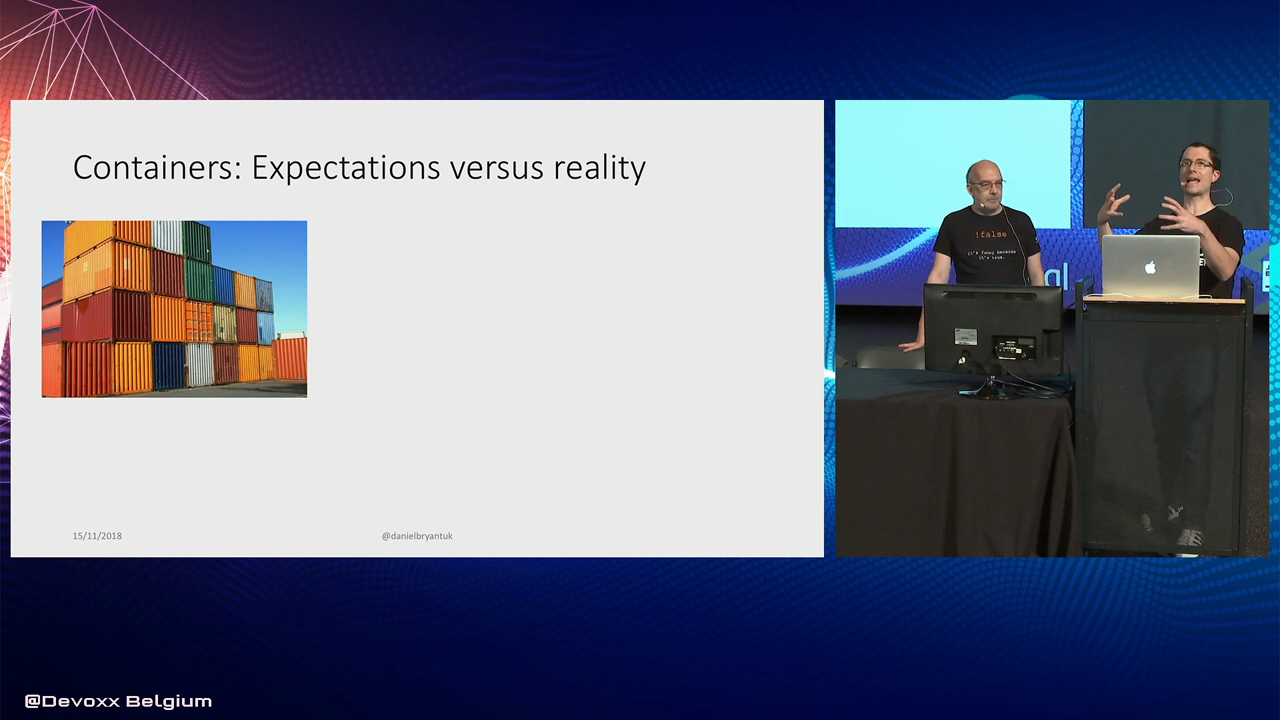 Containers: Expectations versus reality
15/11/2018
@danielbryantuk
!false
it's funny because
it's true.
@Devoxx Belgium